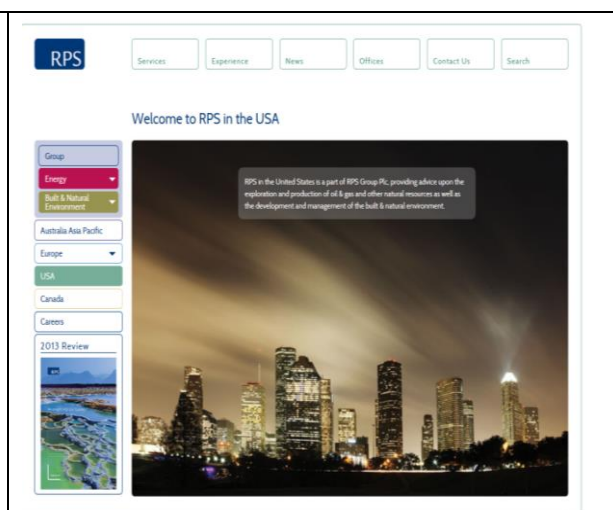 RPS
Services
Experience
News
Offices
Contact Us
Search
Welcome to RPS in the USA
Group
Energy
Built & Natural
Environment
Australia Asia Pacific
Europe
USA
Canada
Careers
2013 Review
RPS in the United States is a part of RPS Group Plc, providing advice upon the
exploration and production of oil & gas and other natural resources as well as
the development and management of the built & natural environment.